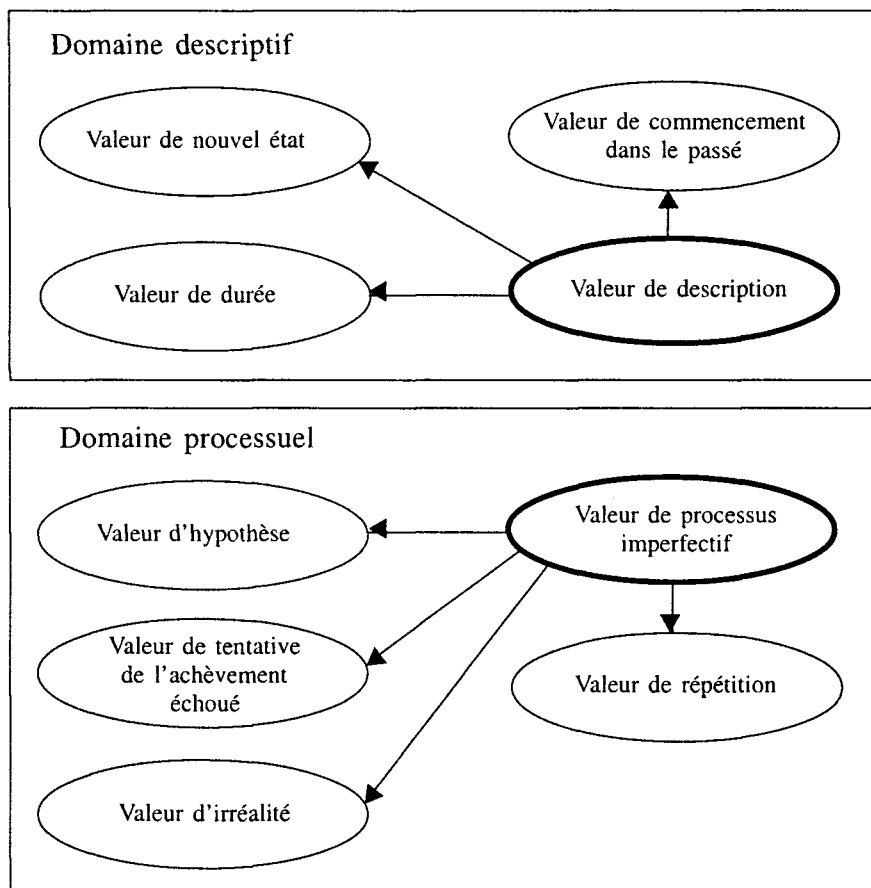 Domaine descriptif
Valeur de nouvel état
Valeur de commencement
dans le passé
Valeur de durée
Valeur de description
Domaine processuel
Valeur d'hypothèse
Valeur de processus
imperfectif
Valeur de tentative
de l'achèvement
échoué
Valeur de répétition
Valeur d'irréalité